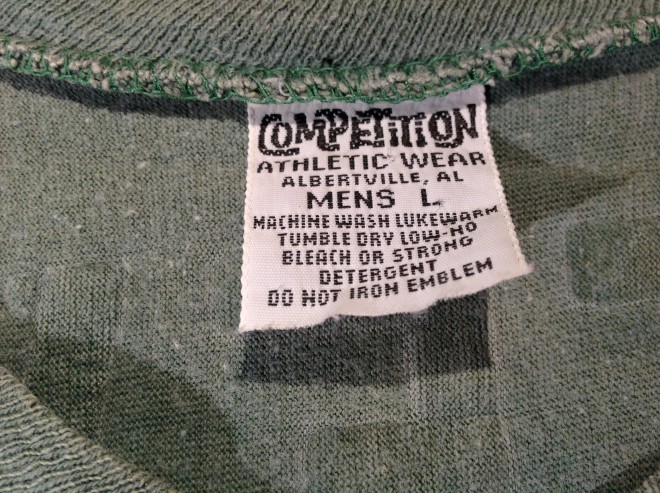 COMPETITION
ATHLETIC WEAR
ALBERTVILLE, AL
MENS L
MACHINE WASH LUKEWARM
TUMBLE DRY LOW-NO
BLEACH OR STRONG
DETERGENT
DO NOT IRON EMBLEM